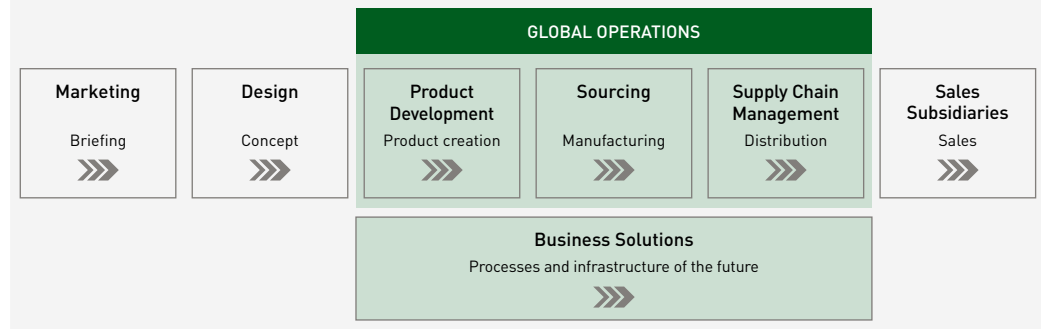 GLOBAL OPERATIONS
Marketing
Briefing
Design
Concept
Product
Development
Product creation
Sourcing
Manufacturing
Supply Chain
Management
Distribution
Sales
Subsidiaries
Sales
Business Solutions
Processes and infrastructure of the future